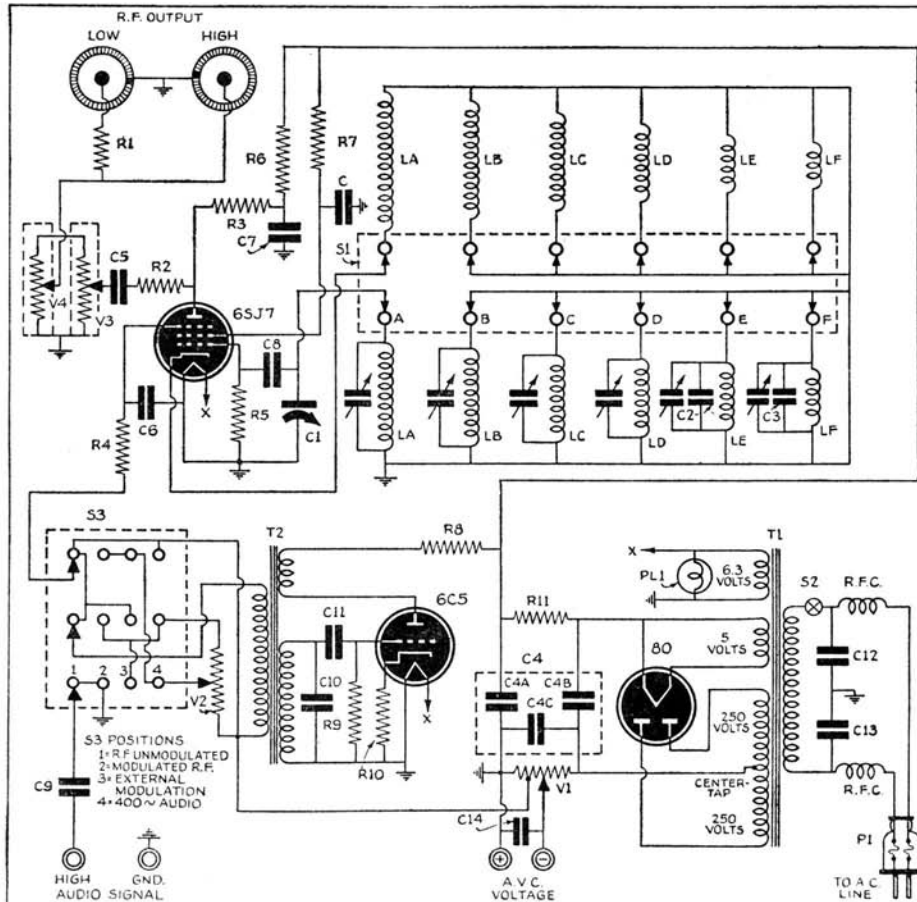 R.F. OUTPUT
LOW
HIGH
R1
R6
R7
C
R3
C7
S1
LA
LB
LC
LD
LE
LF
C5
R2
V4
V3
6SJ7
C8
R5
C1
X
R4
C6
A
B
C
D
E
F
C2
C3
LA
LB
LC
LD
LE
LF
S3
T2
R8
T1
X
6.3 VOLTS
PL1
S2
R.F.C.
6C5
C11
R11
5 VOLTS
80
C12
C4
C4A
C4B
C4C
C10
R9
R10
X
1
2
3
4
V2
250 VOLTS
C13
CENTER-TAP
V1
250 VOLTS
R.F.C.
S3 POSITIONS
1=R.F. UNMODULATED
2=MODULATED R.F.
3=EXTERNAL
MODULATION
4=400~ AUDIO
C9
C14
P1
+
-
HIGH
GND.
AUDIO SIGNAL
A.V.C.
VOLTAGE
TO A.C.
LINE